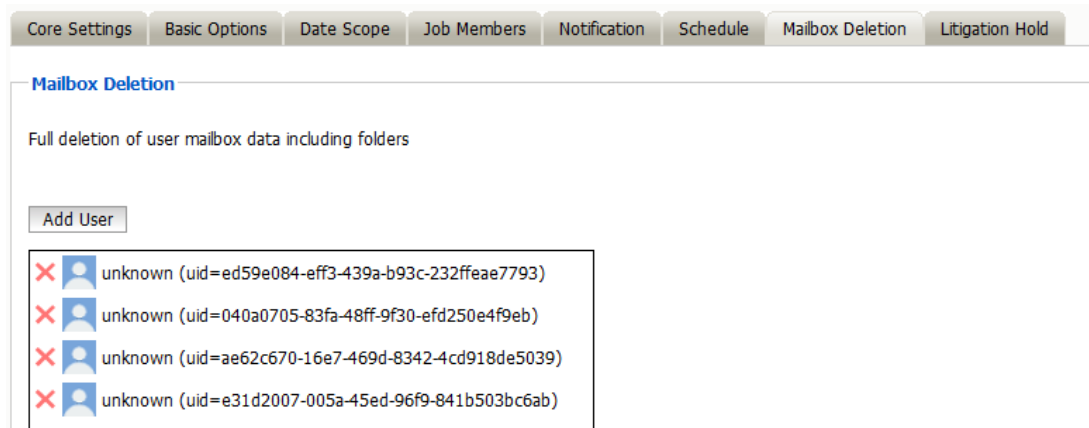 Core Settings Basic Options Date Scope Job Members Notification Schedule Mailbox Deletion Litigation Hold
Mailbox Deletion
Full deletion of user mailbox data including folders
Add User
unknown (uid=ed59e084-eff3-439a-b93c-232ffeae7793)
unknown (uid=040a0705-83fa-48ff-9f30-efd250e4f9eb)
unknown (uid=ae62c670-16e7-469d-8342-4cd918de5039)
unknown (uid=e31d2007-005a-45ed-96f9-841b503bc6ab)